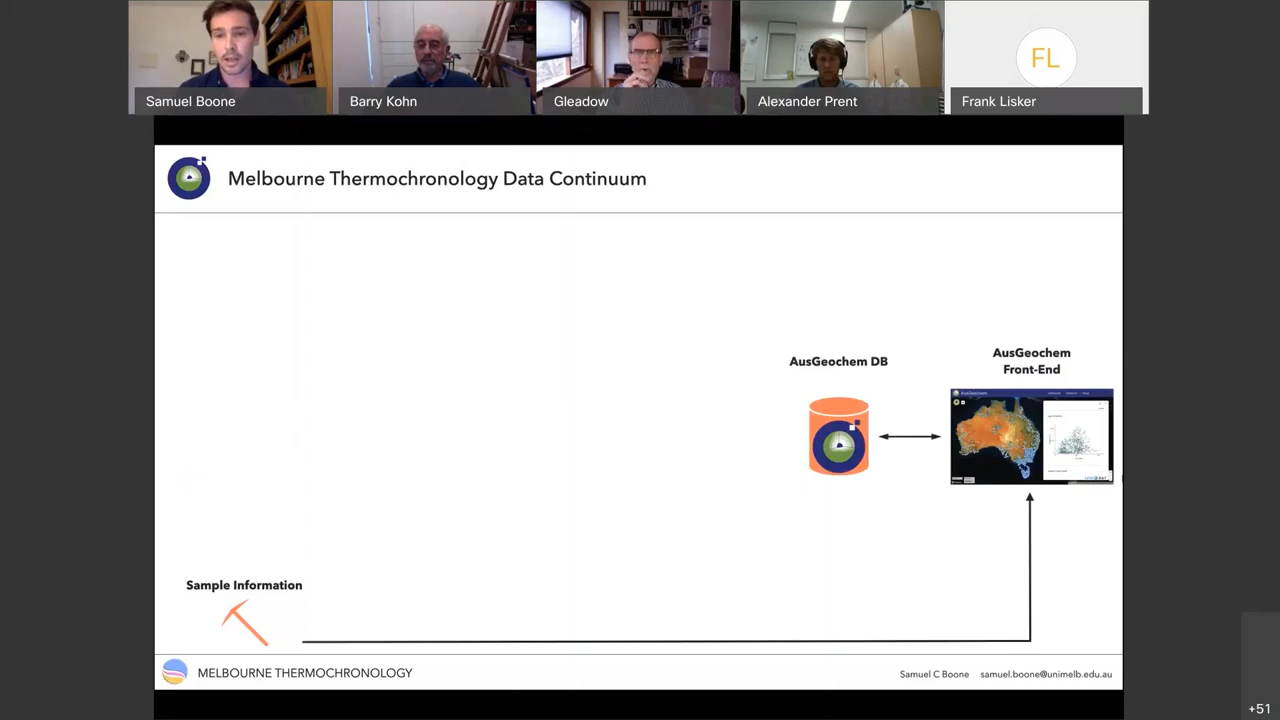 Samuel Boone
Barry Kohn
Gleadow
Alexander Prent
FL
Frank Lisker
Melbourne Thermochronology Data Continuum
AusGeochem DB
AusGeochem
Front-End
AusGeochem
Sample Information
MELBOURNE THERMOCHRONOLOGY
Samuel C Boone samuel.boone@unimelb.edu.au
+51